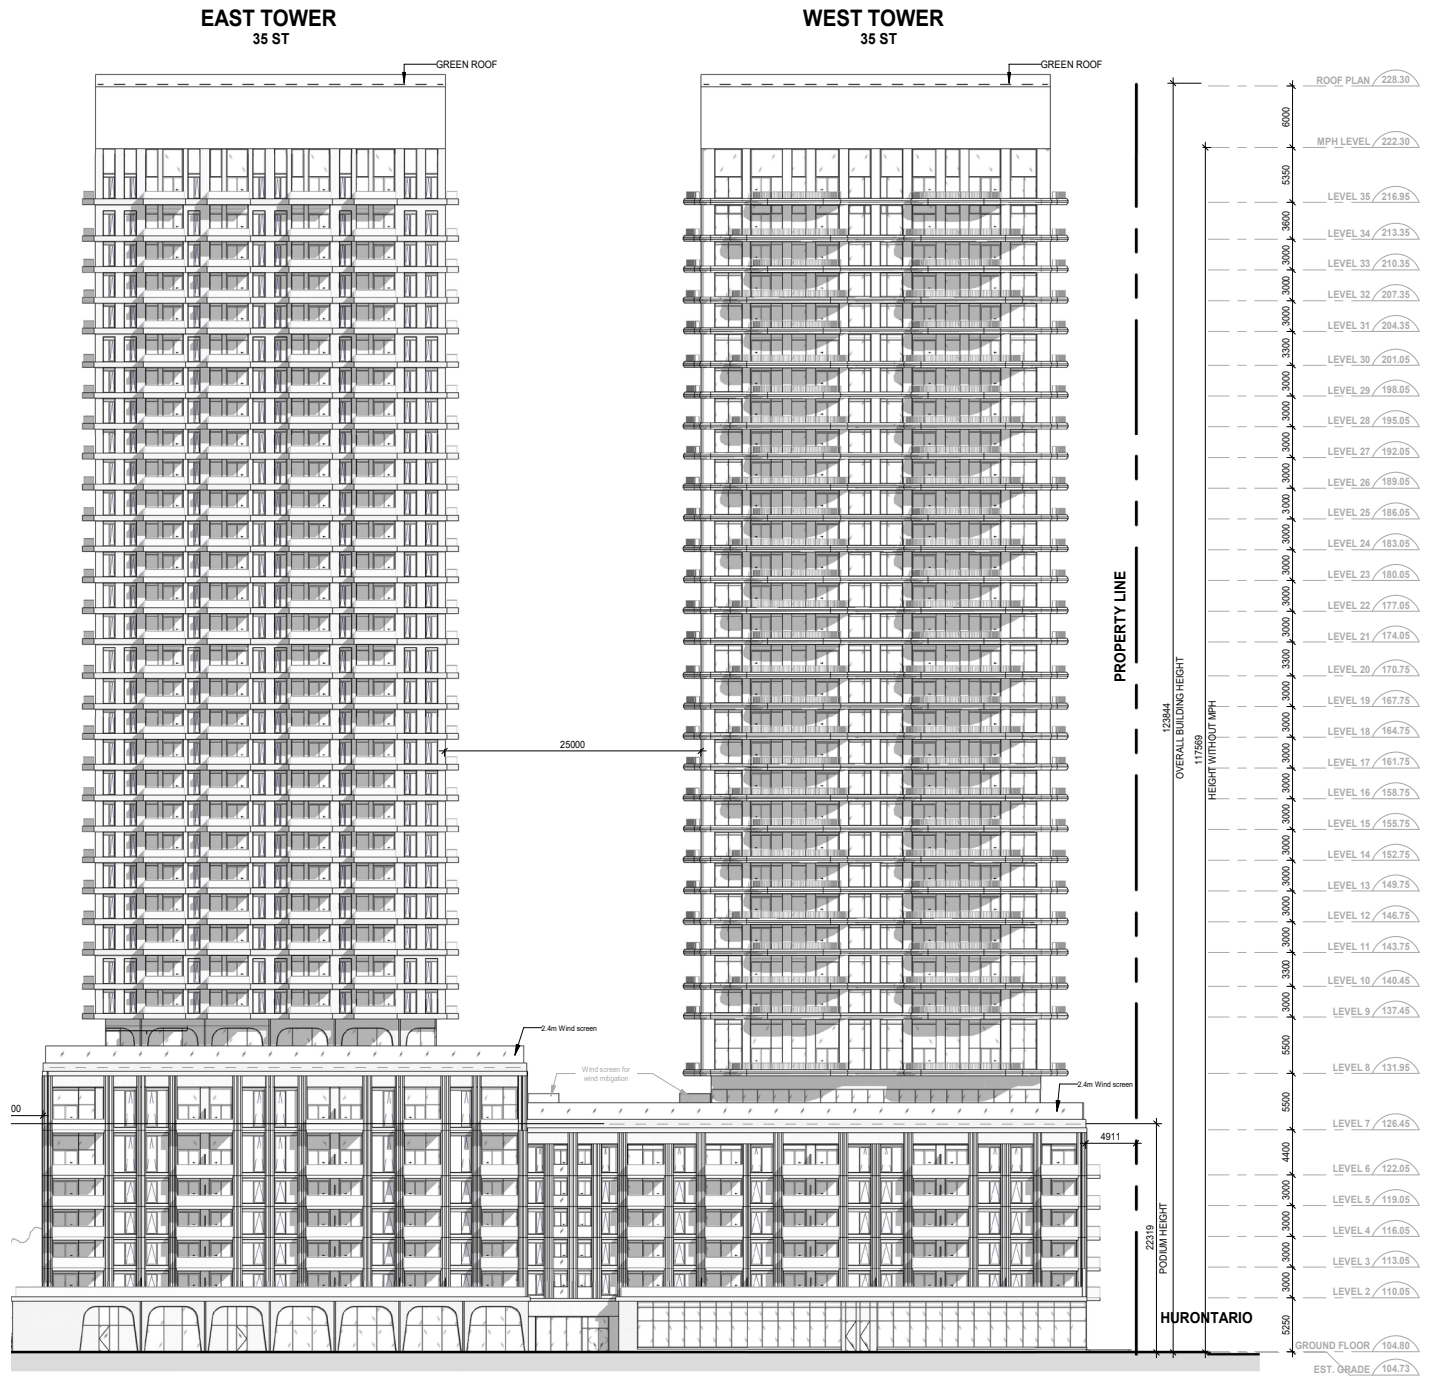 EAST TOWER
35 ST
WEST TOWER
35 ST
GREEN ROOF
GREEN ROOF
25000
2.4m Wind screen
Wind screen for
wind mitigation
2.4m Wind screen
00
4911
PROPERTY LINE
22319
PODIUM HEIGHT
123844
OVERALL BUILDING HEIGHT
117569
HEIGHT WITHOUT MPH
HURONTARIO
ROOF PLAN 228.30
6000
MPH LEVEL 222.30
5350
LEVEL 35 216.95
3600
LEVEL 34 213.35
3000
LEVEL 33 210.35
3000
LEVEL 32 207.35
3000
LEVEL 31 204.35
3300
LEVEL 30 201.05
3000
LEVEL 29 198.05
3000
LEVEL 28 195.05
3000
LEVEL 27 192.05
3000
LEVEL 26 189.05
3000
LEVEL 25 186.05
3000
LEVEL 24 183.05
3000
LEVEL 23 180.05
3000
LEVEL 22 177.05
3000
LEVEL 21 174.05
3300
LEVEL 20 170.75
3000
LEVEL 19 167.75
3000
LEVEL 18 164.75
3000
LEVEL 17 161.75
3000
LEVEL 16 158.75
3000
LEVEL 15 155.75
3000
LEVEL 14 152.75
3000
LEVEL 13 149.75
3000
LEVEL 12 146.75
3000
LEVEL 11 143.75
3300
LEVEL 10 140.45
3000
LEVEL 9 137.45
5500
LEVEL 8 131.95
5500
LEVEL 7 126.45
4400
LEVEL 6 122.05
3000
LEVEL 5 119.05
3000
LEVEL 4 116.05
3000
LEVEL 3 113.05
3000
LEVEL 2 110.05
5250
GROUND FLOOR 104.80
EST. GRADE 104.73